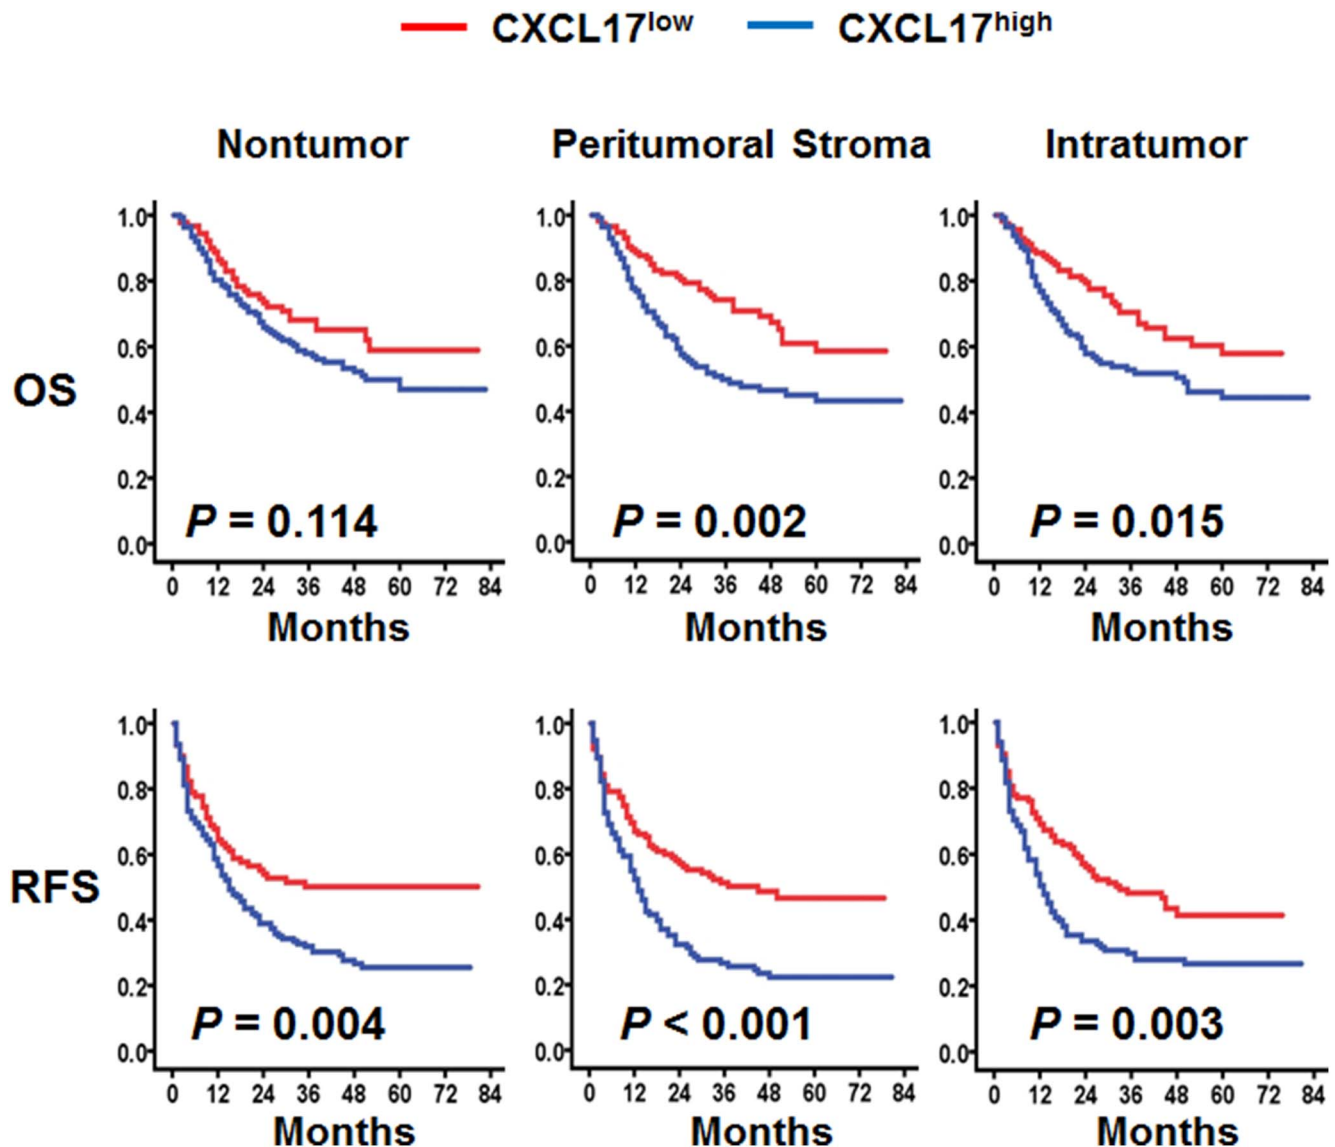 CXCL17low CXCL17high
Nontumor Peritumoral Stroma Intratumor
OS
1.0
0.8
0.6
0.4
0.2
0.0
P = 0.114
0 12 24 36 48 60 72 84
Months
1.0
0.8
0.6
0.4
0.2
0.0
P = 0.002
0 12 24 36 48 60 72 84
Months
1.0
0.8
0.6
0.4
0.2
0.0
P = 0.015
0 12 24 36 48 60 72 84
Months
RFS
1.0
0.8
0.6
0.4
0.2
0.0
P = 0.004
0 12 24 36 48 60 72 84
Months
1.0
0.8
0.6
0.4
0.2
0.0
P < 0.001
0 12 24 36 48 60 72 84
Months
1.0
0.8
0.6
0.4
0.2
0.0
P = 0.003
0 12 24 36 48 60 72 84
Months